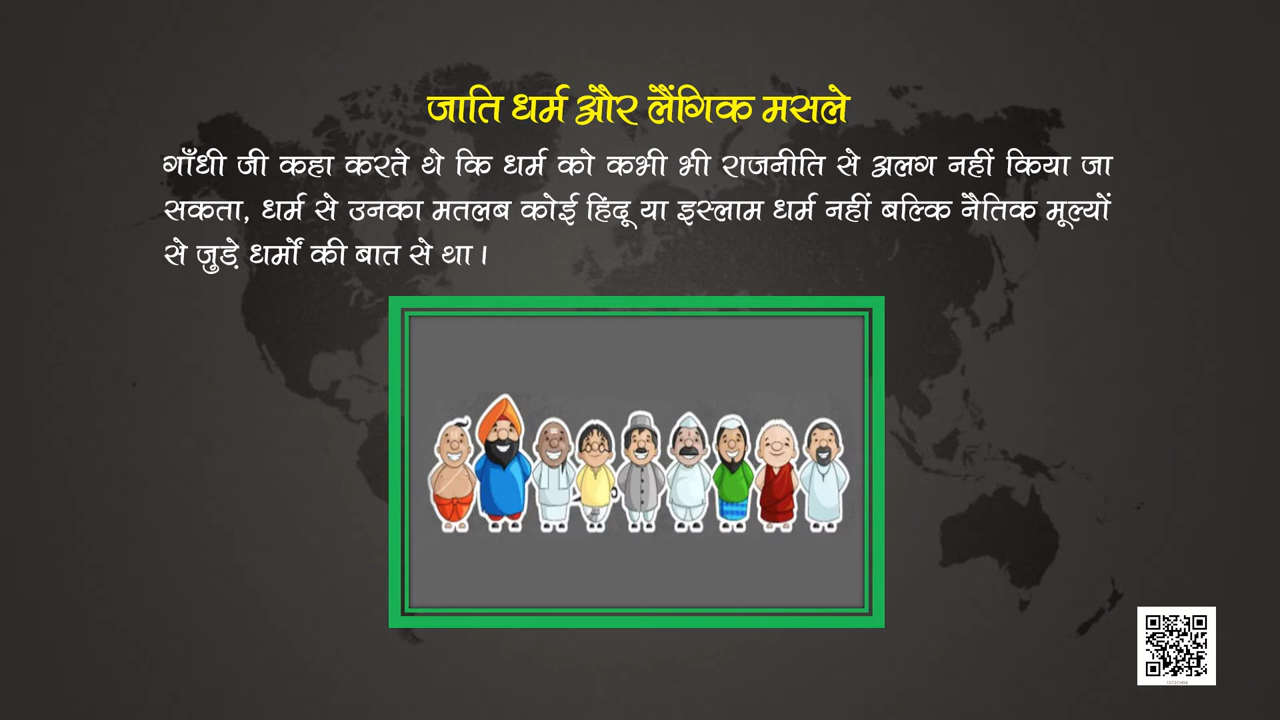 जाति धर्म और लैंगिक मसले
गाँधी जी कहा करते थे कि धर्म को कभी भी राजनीति से अलग नहीं किया जा
सकता, धर्म से उनका मतलब कोई हिंदू या इस्लाम धर्म नहीं बल्कि नैतिक मूल्यों
से जुड़े धर्मों की बात से था।